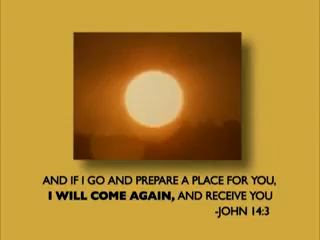 AND IF I GO AND PREPARE A PLACE FOR YOU,
I WILL COME AGAIN, AND RECEIVE YOU
-JOHN 14:3